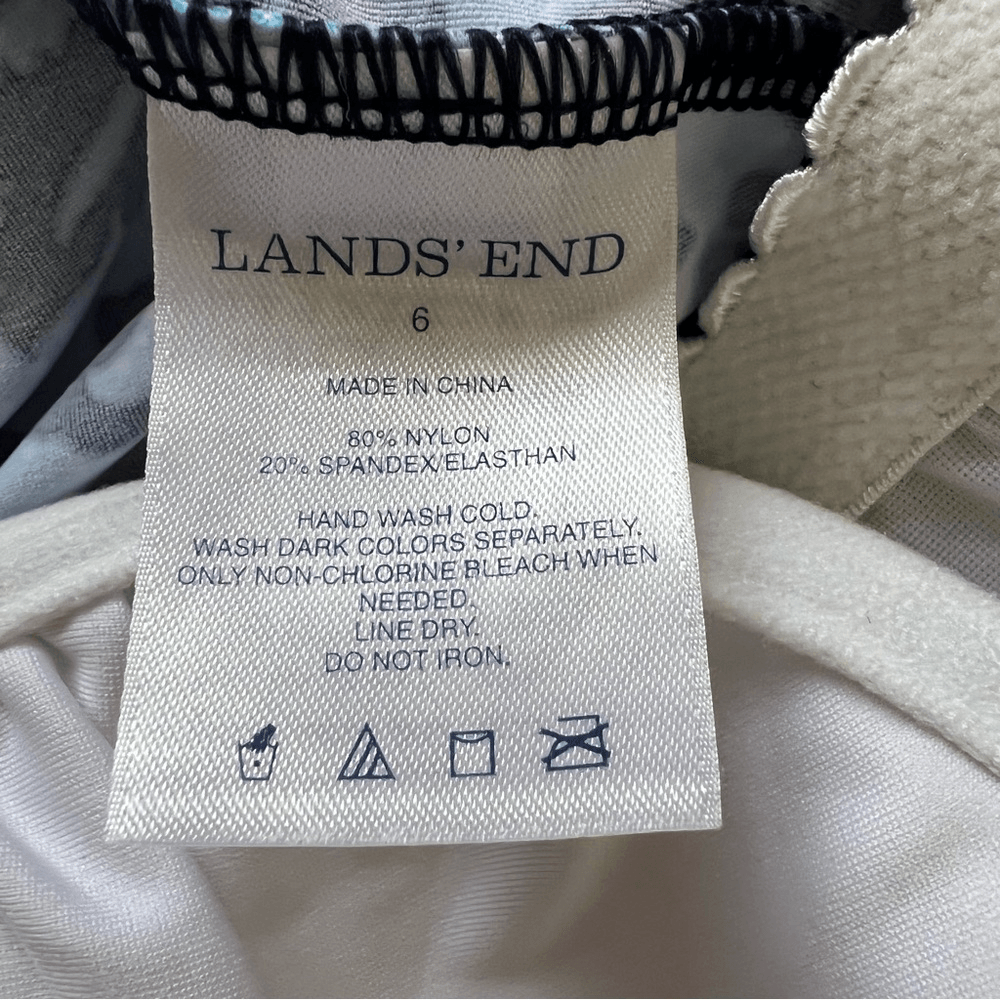 LANDS' END
6
MADE IN CHINA
80% NYLON
20% SPANDEX/ELASTHAN
HAND WASH COLD.
WASH DARK COLORS SEPARATELY.
ONLY NON-CHLORINE BLEACH WHEN
NEEDED.
LINE DRY.
DO NOT IRON.